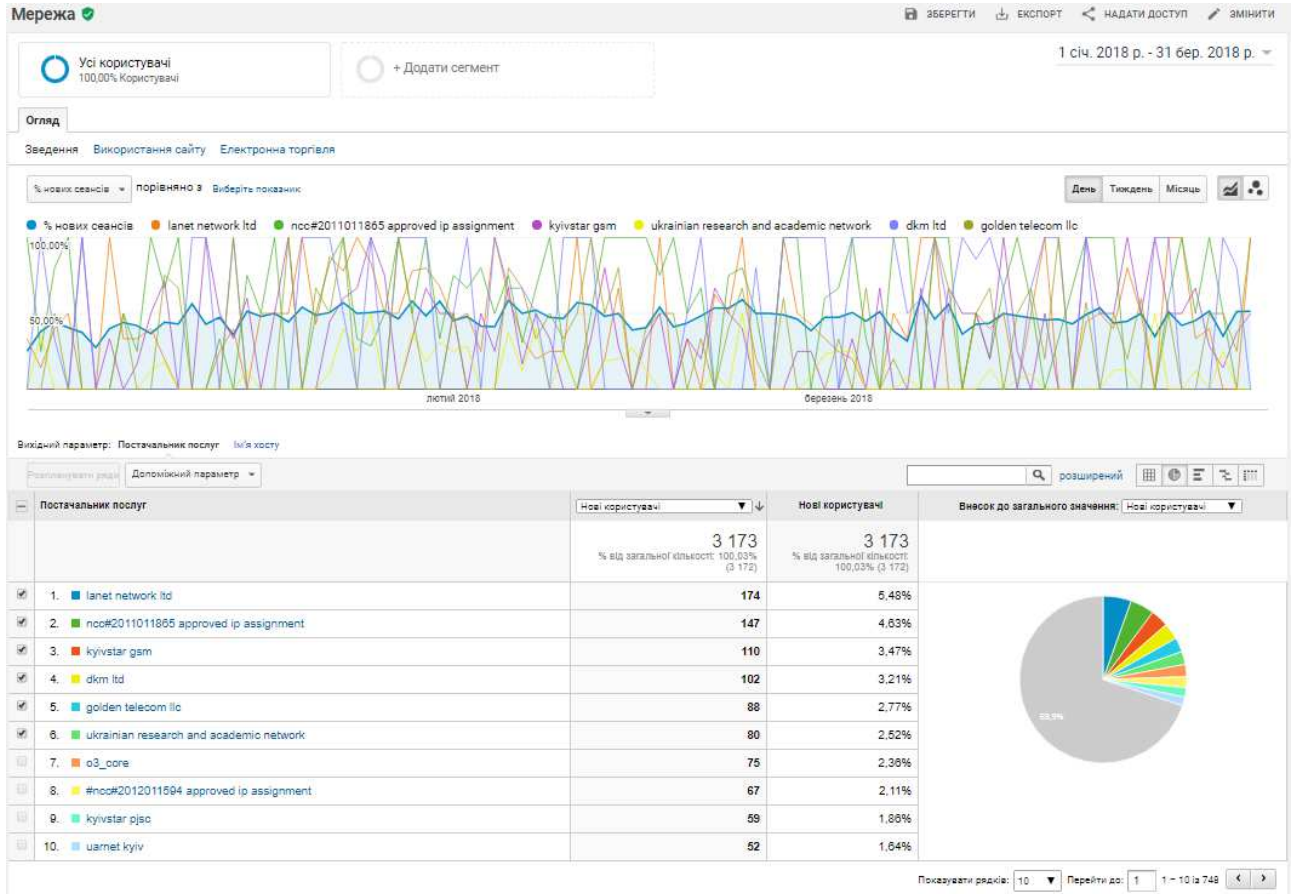 Мережа
ЗБЕРЕГТИ ЕКСПОРТ НАДАТИ ДОСТУП ЗМІНИТИ
Усі користувачі
100,00% Користувачі
+ Додати сегмент
1 січ. 2018 р. - 31 бер. 2018 р.
Огляд
Зведення Використання сайту Електронна торгівля
% нових сеансів порівняно з Виберіть показник
День Тиждень Місяць
% нових сеансів lanet network ltd ncc#2011011865 approved ip assignment kyivstar gsm ukrainian research and academic network dkm ltd golden telecom llc
100,00%
50,00%
лютий 2018 березень 2018
Вихідний параметр: Постачальник послуг Ім'я хосту
Розпланувати рядки Допоміжний параметр
розширений
Постачальник послуг Нові користувачі Нові користувачі Внесок до загального значення: Нові користувачі
3 173 3 173
% від загальної кількості: 100,03% % від загальної кількості:
(3 172) 100,03% (3 172)
1. lanet network ltd 174 5,48%
2. ncc#2011011865 approved ip assignment 147 4,63%
3. kyivstar gsm 110 3,47%
4. dkm ltd 102 3,21%
5. golden telecom llc 88 2,77%
6. ukrainian research and academic network 80 2,52%
69,9%
7. o3_core 75 2,36%
8. #ncc#2012011594 approved ip assignment 67 2,11%
9. kyivstar pjsc 59 1,86%
10. uarnet kyiv 52 1,64%
Показувати рядків: 10 Перейти до: 1 1 – 10 із 748